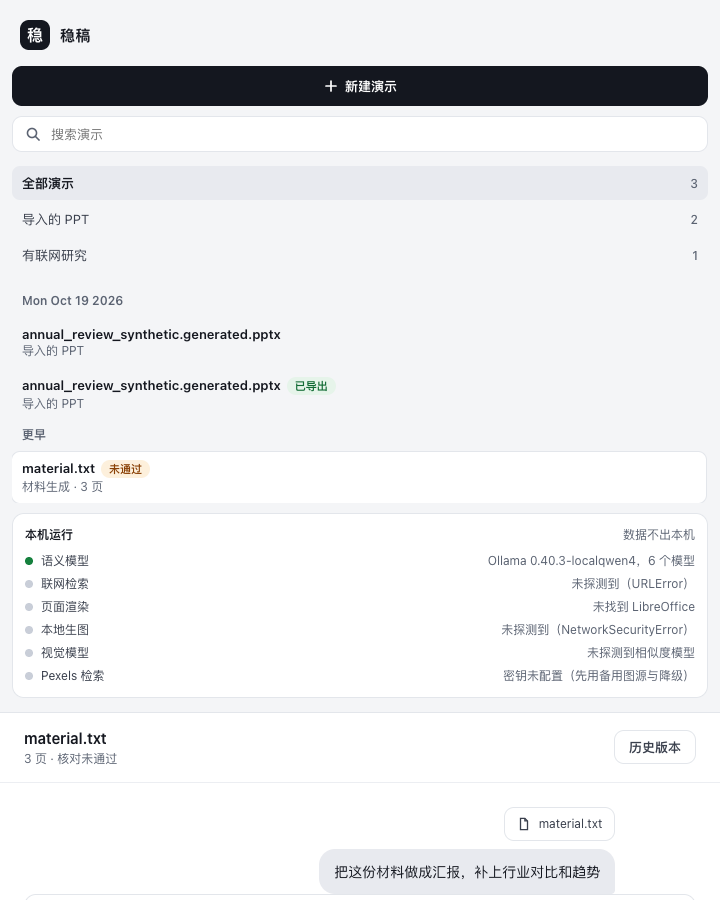 稳 稳稿
新建演示
搜索演示
全部演示 3
导入的 PPT 2
有联网研究 1
Mon Oct 19 2026
annual_review_synthetic.generated.pptx
导入的 PPT
annual_review_synthetic.generated.pptx 已导出
导入的 PPT
更早
material.txt 未通过
材料生成 · 3 页
本机运行 数据不出本机
语义模型 Ollama 0.40.3-localqwen4，6 个模型
联网检索 未探测到（URLError）
页面渲染 未找到 LibreOffice
本地生图 未探测到（NetworkSecurityError）
视觉模型 未探测到相似度模型
Pexels 检索 密钥未配置（先用备用图源与降级）
material.txt
3 页 · 核对未通过
历史版本
material.txt
把这份材料做成汇报，补上行业对比和趋势